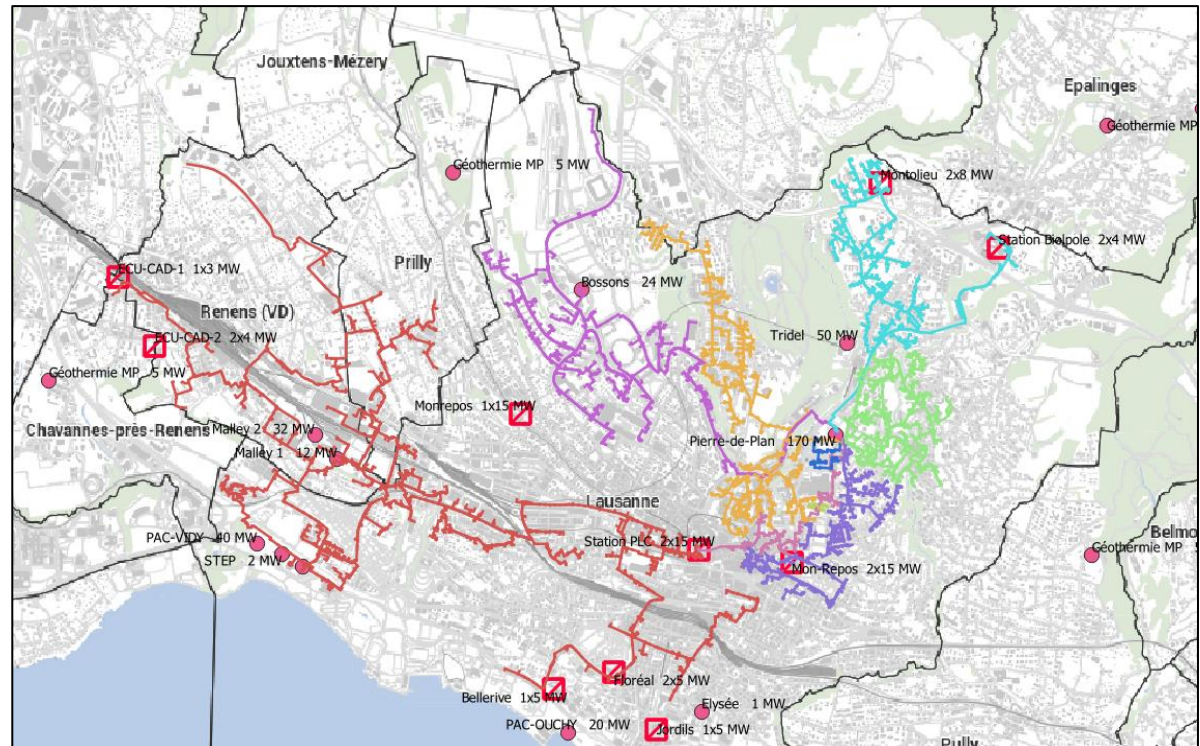 Jouxtens-Mézery
Epalinges
Géothermie MP
Géothermie MP 5 MW
Montolieu 2x8 MW
Station Biolpole 2x4 MW
Prilly
ECU-CAD-1 1x3 MW
Bossons 24 MW
Renens (VD)
Tridel 50 MW
ECU-CAD-2 2x4 MW
Géothermie MP 5 MW
Monrepos 1x15 MW
Chavannes-près-Renens
Malley 2 32 MW
Pierre-de-Plan 170 MW
Malley 1 12 MW
Lausanne
PAC-VIDY 40 MW
Station PLC 2x15 MW
Géothermie MP
Belmo
STEP 2 MW
Mon-Repos 2x15 MW
Floréal 2x5 MW
Bellerive 1x5 MW
Elysée 1 MW
PAC-OUCHY 20 MW
Jordils 1x5 MW
Pully